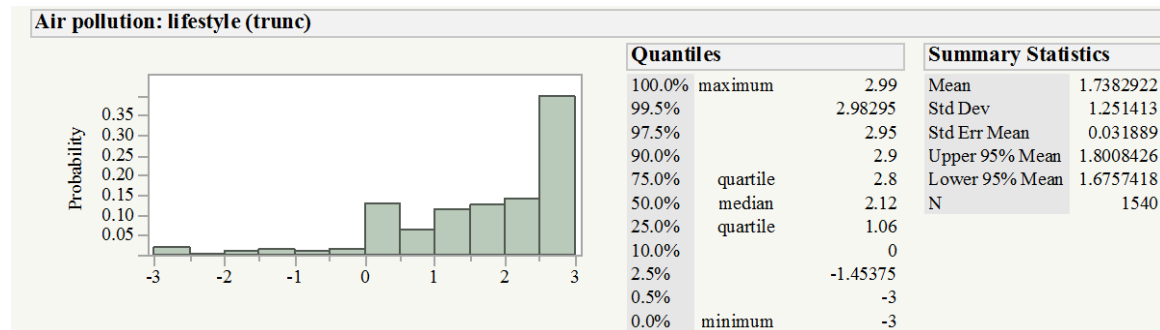 Air pollution: lifestyle (trunc)
Probability
0.35
0.30
0.25
0.20
0.15
0.10
0.05
-3 -2 -1 0 1 2 3
Quantiles
100.0% maximum 2.99
99.5% 2.98295
97.5% 2.95
90.0% 2.9
75.0% quartile 2.8
50.0% median 2.12
25.0% quartile 1.06
10.0% 0
2.5% -1.45375
0.5% -3
0.0% minimum -3
Summary Statistics
Mean 1.7382922
Std Dev 1.251413
Std Err Mean 0.031889
Upper 95% Mean 1.8008426
Lower 95% Mean 1.6757418
N 1540